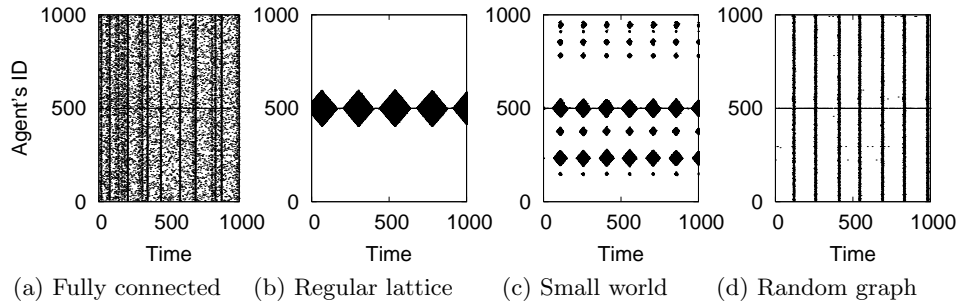 1000 1000 1000 1000
Agent's ID
500 500 500 500
0 0 0 0
0 500 1000 0 500 1000 0 500 1000 0 500 1000
Time Time Time Time
(a) Fully connected (b) Regular lattice (c) Small world (d) Random graph